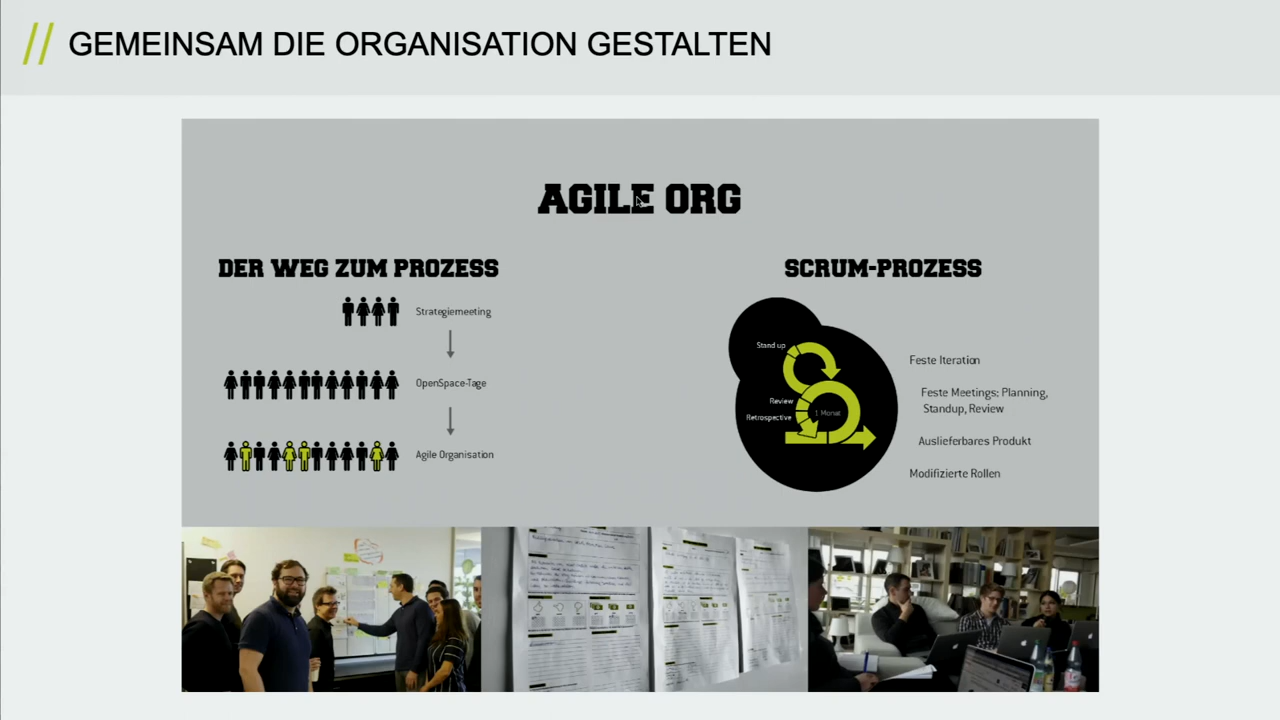 // GEMEINSAM DIE ORGANISATION GESTALTEN
AGILE ORG
DER WEG ZUM PROZESS
Strategiemeeting
OpenSpace-Tage
Agile Organisation
SCRUM-PROZESS
Stand up
Review
Retrospective
1 Monat
Feste Iteration
Feste Meetings: Planning,
Standup, Review
Auslieferbares Produkt
Modifizierte Rollen